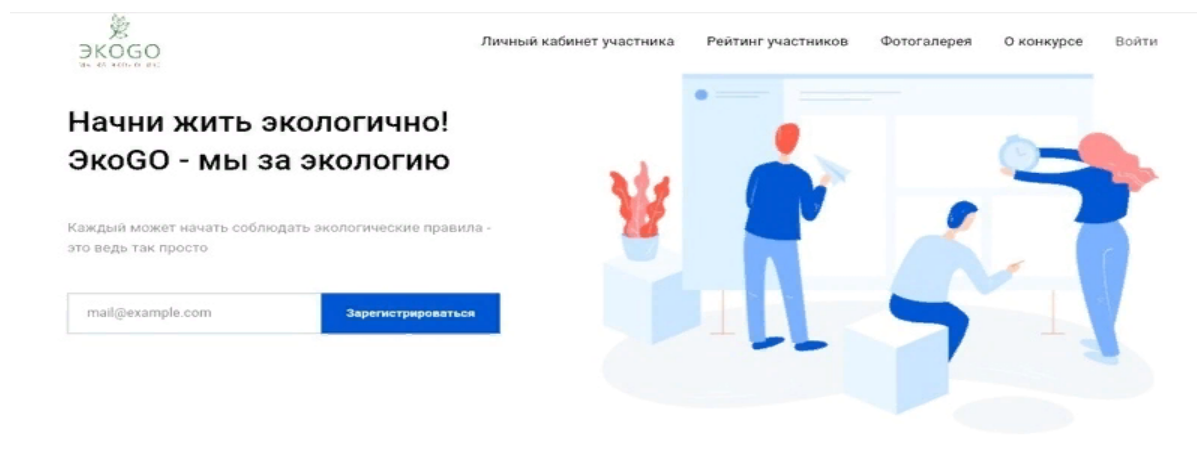 ЭКОGO
Личный кабинет участника
Рейтинг участников
Фотогалерея
О конкурсе
Войти
Начни жить экологично!
ЭкоGO - мы за экологию
Каждый может начать соблюдать экологические правила -
это ведь так просто
mail@example.com
Зарегистрироваться